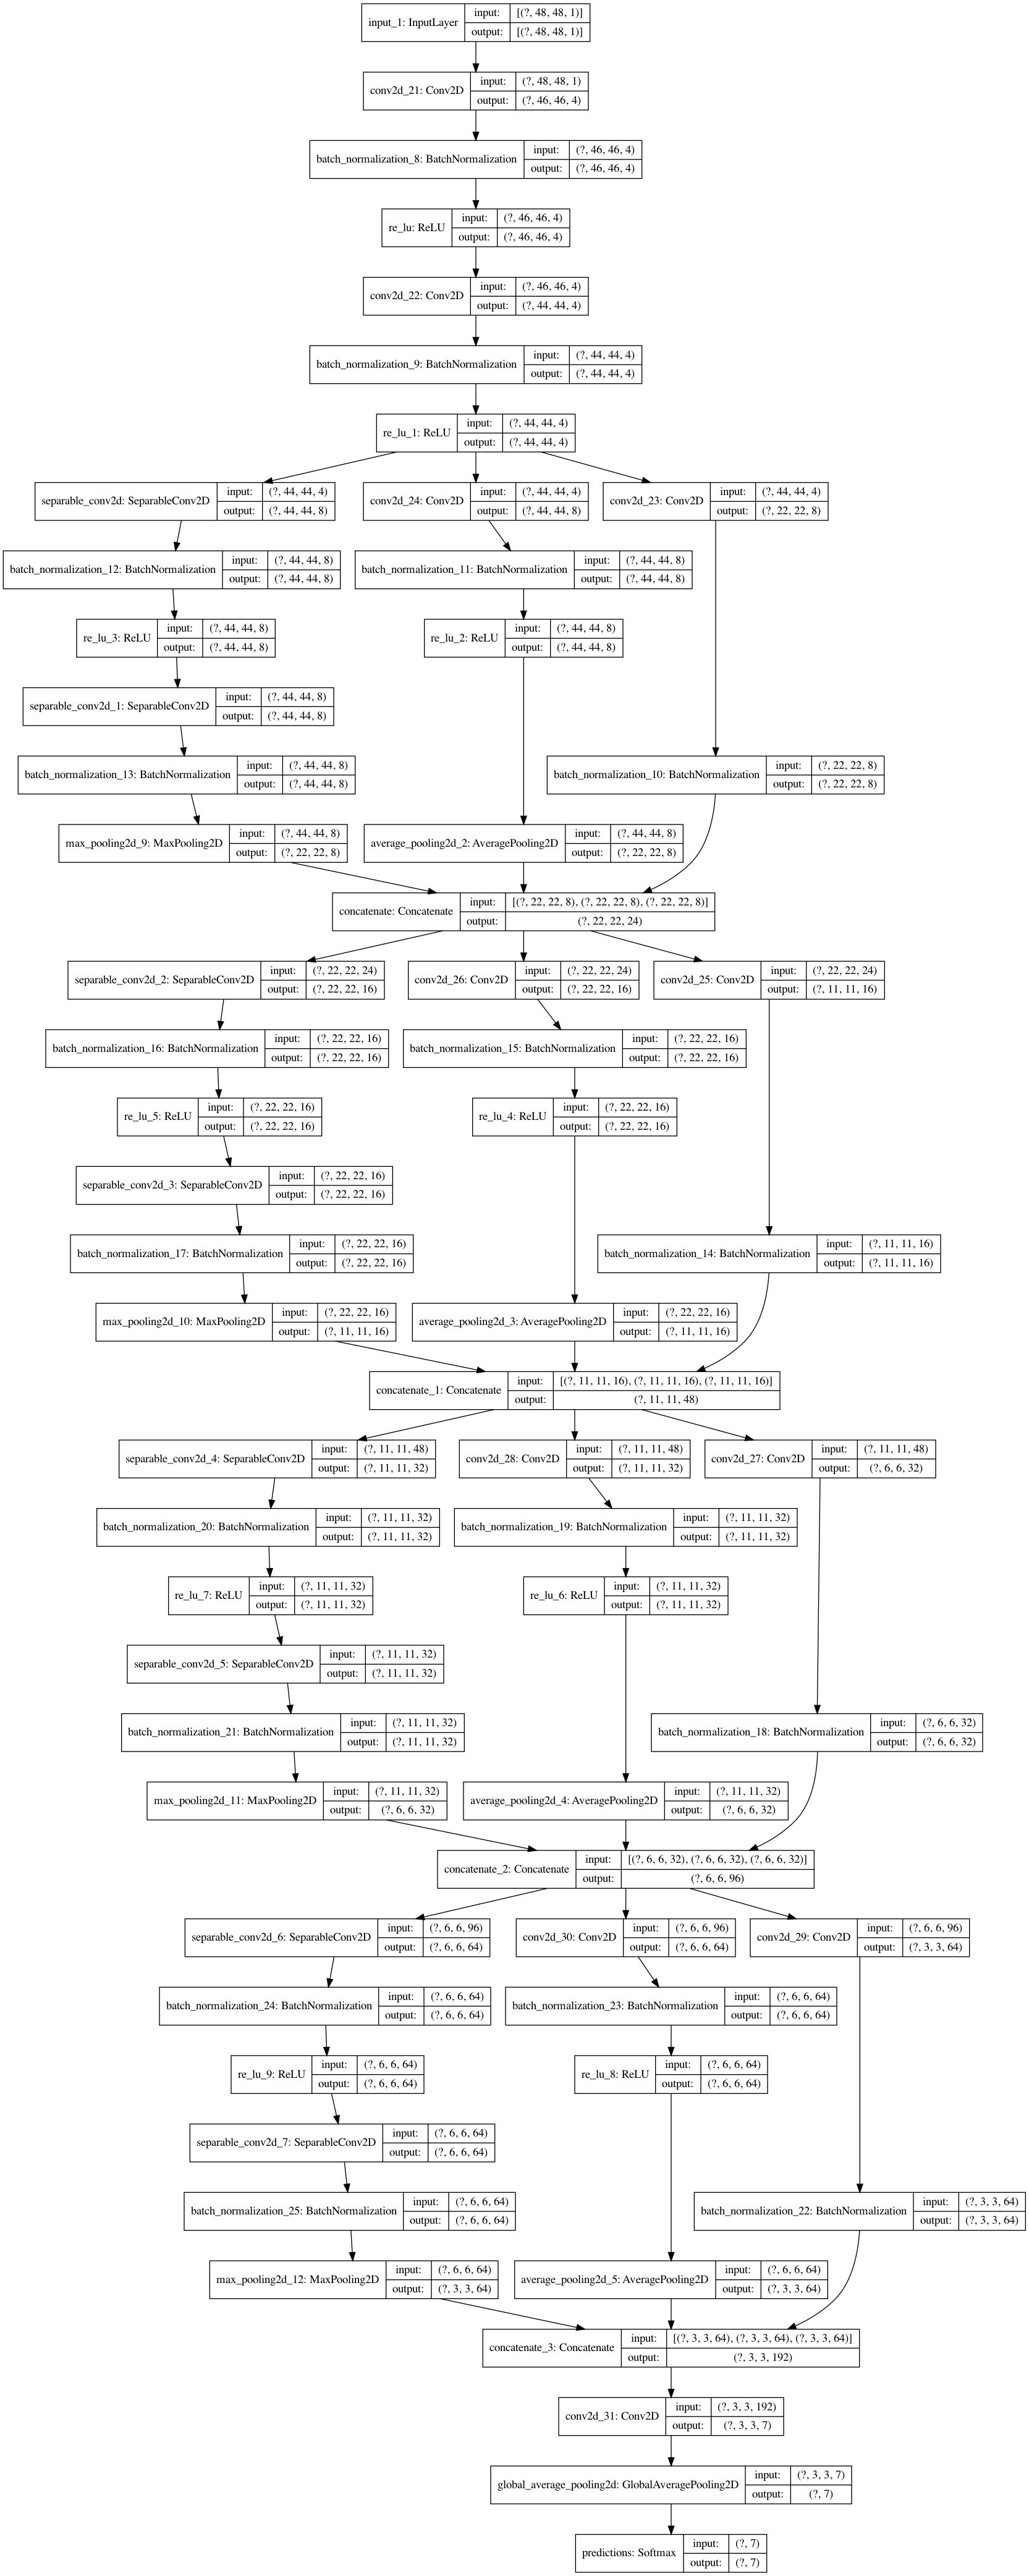 input_1: InputLayer
input: [(?, 48, 48, 1)]
output: [(?, 48, 48, 1)]
conv2d_21: Conv2D
input: (?, 48, 48, 1)
output: (?, 46, 46, 4)
batch_normalization_8: BatchNormalization
input: (?, 46, 46, 4)
output: (?, 46, 46, 4)
re_lu: ReLU
input: (?, 46, 46, 4)
output: (?, 46, 46, 4)
conv2d_22: Conv2D
input: (?, 46, 46, 4)
output: (?, 44, 44, 4)
batch_normalization_9: BatchNormalization
input: (?, 44, 44, 4)
output: (?, 44, 44, 4)
re_lu_1: ReLU
input: (?, 44, 44, 4)
output: (?, 44, 44, 4)
separable_conv2d: SeparableConv2D
input: (?, 44, 44, 4)
output: (?, 44, 44, 8)
conv2d_24: Conv2D
input: (?, 44, 44, 4)
output: (?, 44, 44, 8)
conv2d_23: Conv2D
input: (?, 44, 44, 4)
output: (?, 22, 22, 8)
batch_normalization_12: BatchNormalization
input: (?, 44, 44, 8)
output: (?, 44, 44, 8)
batch_normalization_11: BatchNormalization
input: (?, 44, 44, 8)
output: (?, 44, 44, 8)
re_lu_3: ReLU
input: (?, 44, 44, 8)
output: (?, 44, 44, 8)
re_lu_2: ReLU
input: (?, 44, 44, 8)
output: (?, 44, 44, 8)
separable_conv2d_1: SeparableConv2D
input: (?, 44, 44, 8)
output: (?, 44, 44, 8)
batch_normalization_13: BatchNormalization
input: (?, 44, 44, 8)
output: (?, 44, 44, 8)
batch_normalization_10: BatchNormalization
input: (?, 22, 22, 8)
output: (?, 22, 22, 8)
max_pooling2d_9: MaxPooling2D
input: (?, 44, 44, 8)
output: (?, 22, 22, 8)
average_pooling2d_2: AveragePooling2D
input: (?, 44, 44, 8)
output: (?, 22, 22, 8)
concatenate: Concatenate
input: [(?, 22, 22, 8), (?, 22, 22, 8), (?, 22, 22, 8)]
output: (?, 22, 22, 24)
separable_conv2d_2: SeparableConv2D
input: (?, 22, 22, 24)
output: (?, 22, 22, 16)
conv2d_26: Conv2D
input: (?, 22, 22, 24)
output: (?, 22, 22, 16)
conv2d_25: Conv2D
input: (?, 22, 22, 24)
output: (?, 11, 11, 16)
batch_normalization_16: BatchNormalization
input: (?, 22, 22, 16)
output: (?, 22, 22, 16)
batch_normalization_15: BatchNormalization
input: (?, 22, 22, 16)
output: (?, 22, 22, 16)
re_lu_5: ReLU
input: (?, 22, 22, 16)
output: (?, 22, 22, 16)
re_lu_4: ReLU
input: (?, 22, 22, 16)
output: (?, 22, 22, 16)
separable_conv2d_3: SeparableConv2D
input: (?, 22, 22, 16)
output: (?, 22, 22, 16)
batch_normalization_17: BatchNormalization
input: (?, 22, 22, 16)
output: (?, 22, 22, 16)
batch_normalization_14: BatchNormalization
input: (?, 11, 11, 16)
output: (?, 11, 11, 16)
max_pooling2d_10: MaxPooling2D
input: (?, 22, 22, 16)
output: (?, 11, 11, 16)
average_pooling2d_3: AveragePooling2D
input: (?, 22, 22, 16)
output: (?, 11, 11, 16)
concatenate_1: Concatenate
input: [(?, 11, 11, 16), (?, 11, 11, 16), (?, 11, 11, 16)]
output: (?, 11, 11, 48)
separable_conv2d_4: SeparableConv2D
input: (?, 11, 11, 48)
output: (?, 11, 11, 32)
conv2d_28: Conv2D
input: (?, 11, 11, 48)
output: (?, 11, 11, 32)
conv2d_27: Conv2D
input: (?, 11, 11, 48)
output: (?, 6, 6, 32)
batch_normalization_20: BatchNormalization
input: (?, 11, 11, 32)
output: (?, 11, 11, 32)
batch_normalization_19: BatchNormalization
input: (?, 11, 11, 32)
output: (?, 11, 11, 32)
re_lu_7: ReLU
input: (?, 11, 11, 32)
output: (?, 11, 11, 32)
re_lu_6: ReLU
input: (?, 11, 11, 32)
output: (?, 11, 11, 32)
separable_conv2d_5: SeparableConv2D
input: (?, 11, 11, 32)
output: (?, 11, 11, 32)
batch_normalization_21: BatchNormalization
input: (?, 11, 11, 32)
output: (?, 11, 11, 32)
batch_normalization_18: BatchNormalization
input: (?, 6, 6, 32)
output: (?, 6, 6, 32)
max_pooling2d_11: MaxPooling2D
input: (?, 11, 11, 32)
output: (?, 6, 6, 32)
average_pooling2d_4: AveragePooling2D
input: (?, 11, 11, 32)
output: (?, 6, 6, 32)
concatenate_2: Concatenate
input: [(?, 6, 6, 32), (?, 6, 6, 32), (?, 6, 6, 32)]
output: (?, 6, 6, 96)
separable_conv2d_6: SeparableConv2D
input: (?, 6, 6, 96)
output: (?, 6, 6, 64)
conv2d_30: Conv2D
input: (?, 6, 6, 96)
output: (?, 6, 6, 64)
conv2d_29: Conv2D
input: (?, 6, 6, 96)
output: (?, 3, 3, 64)
batch_normalization_24: BatchNormalization
input: (?, 6, 6, 64)
output: (?, 6, 6, 64)
batch_normalization_23: BatchNormalization
input: (?, 6, 6, 64)
output: (?, 6, 6, 64)
re_lu_9: ReLU
input: (?, 6, 6, 64)
output: (?, 6, 6, 64)
re_lu_8: ReLU
input: (?, 6, 6, 64)
output: (?, 6, 6, 64)
separable_conv2d_7: SeparableConv2D
input: (?, 6, 6, 64)
output: (?, 6, 6, 64)
batch_normalization_25: BatchNormalization
input: (?, 6, 6, 64)
output: (?, 6, 6, 64)
batch_normalization_22: BatchNormalization
input: (?, 3, 3, 64)
output: (?, 3, 3, 64)
max_pooling2d_12: MaxPooling2D
input: (?, 6, 6, 64)
output: (?, 3, 3, 64)
average_pooling2d_5: AveragePooling2D
input: (?, 6, 6, 64)
output: (?, 3, 3, 64)
concatenate_3: Concatenate
input: [(?, 3, 3, 64), (?, 3, 3, 64), (?, 3, 3, 64)]
output: (?, 3, 3, 192)
conv2d_31: Conv2D
input: (?, 3, 3, 192)
output: (?, 3, 3, 7)
global_average_pooling2d: GlobalAveragePooling2D
input: (?, 3, 3, 7)
output: (?, 7)
predictions: Softmax
input: (?, 7)
output: (?, 7)